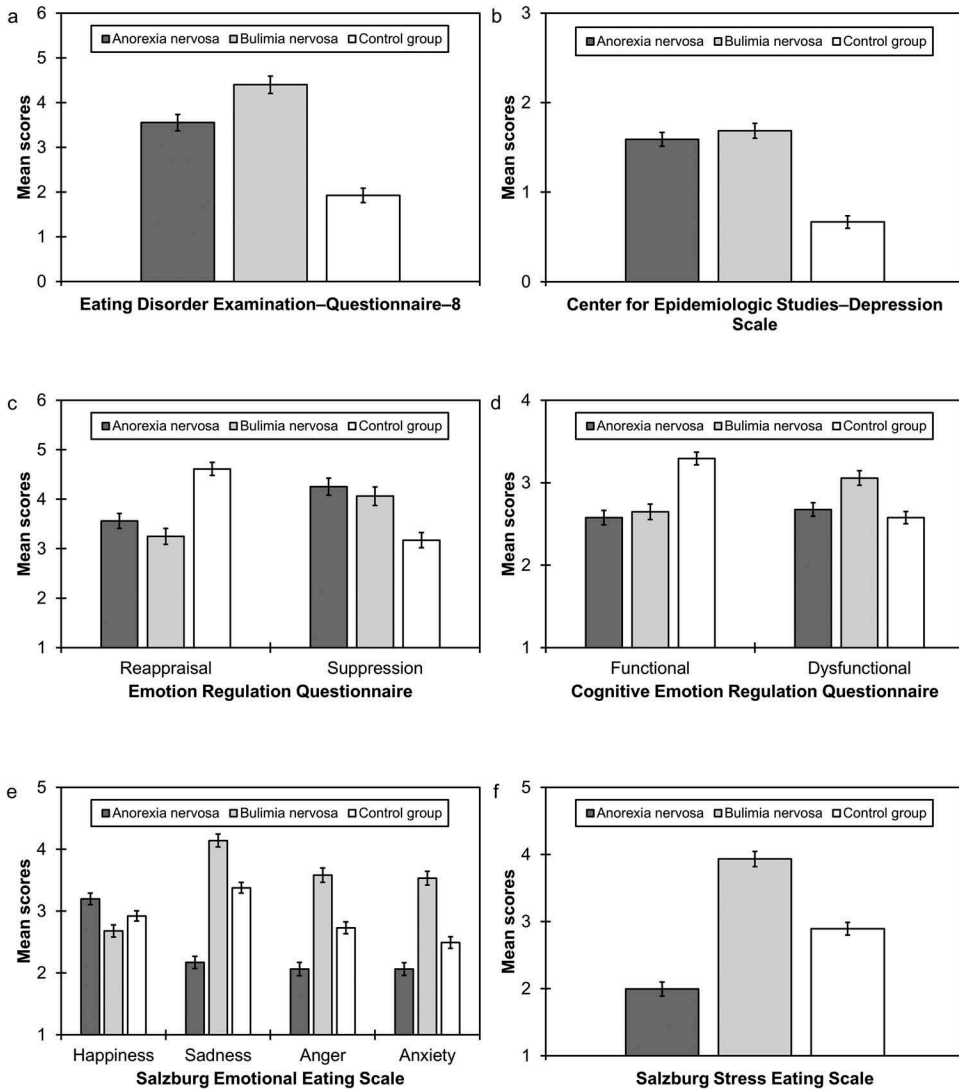 a
6
5
4
3
2
1
0
Mean scores
Anorexia nervosa Bulimia nervosa Control group
Eating Disorder Examination–Questionnaire–8
b
3
2
1
0
Mean scores
Anorexia nervosa Bulimia nervosa Control group
Center for Epidemiologic Studies–Depression
Scale
c
6
5
4
3
2
1
Mean scores
Anorexia nervosa Bulimia nervosa Control group
Reappraisal Suppression
Emotion Regulation Questionnaire
d
4
3
2
1
Mean scores
Anorexia nervosa Bulimia nervosa Control group
Functional Dysfunctional
Cognitive Emotion Regulation Questionnaire
e
5
4
3
2
1
Mean scores
Anorexia nervosa Bulimia nervosa Control group
Happiness Sadness Anger Anxiety
Salzburg Emotional Eating Scale
f
5
4
3
2
1
Mean scores
Anorexia nervosa Bulimia nervosa Control group
Salzburg Stress Eating Scale